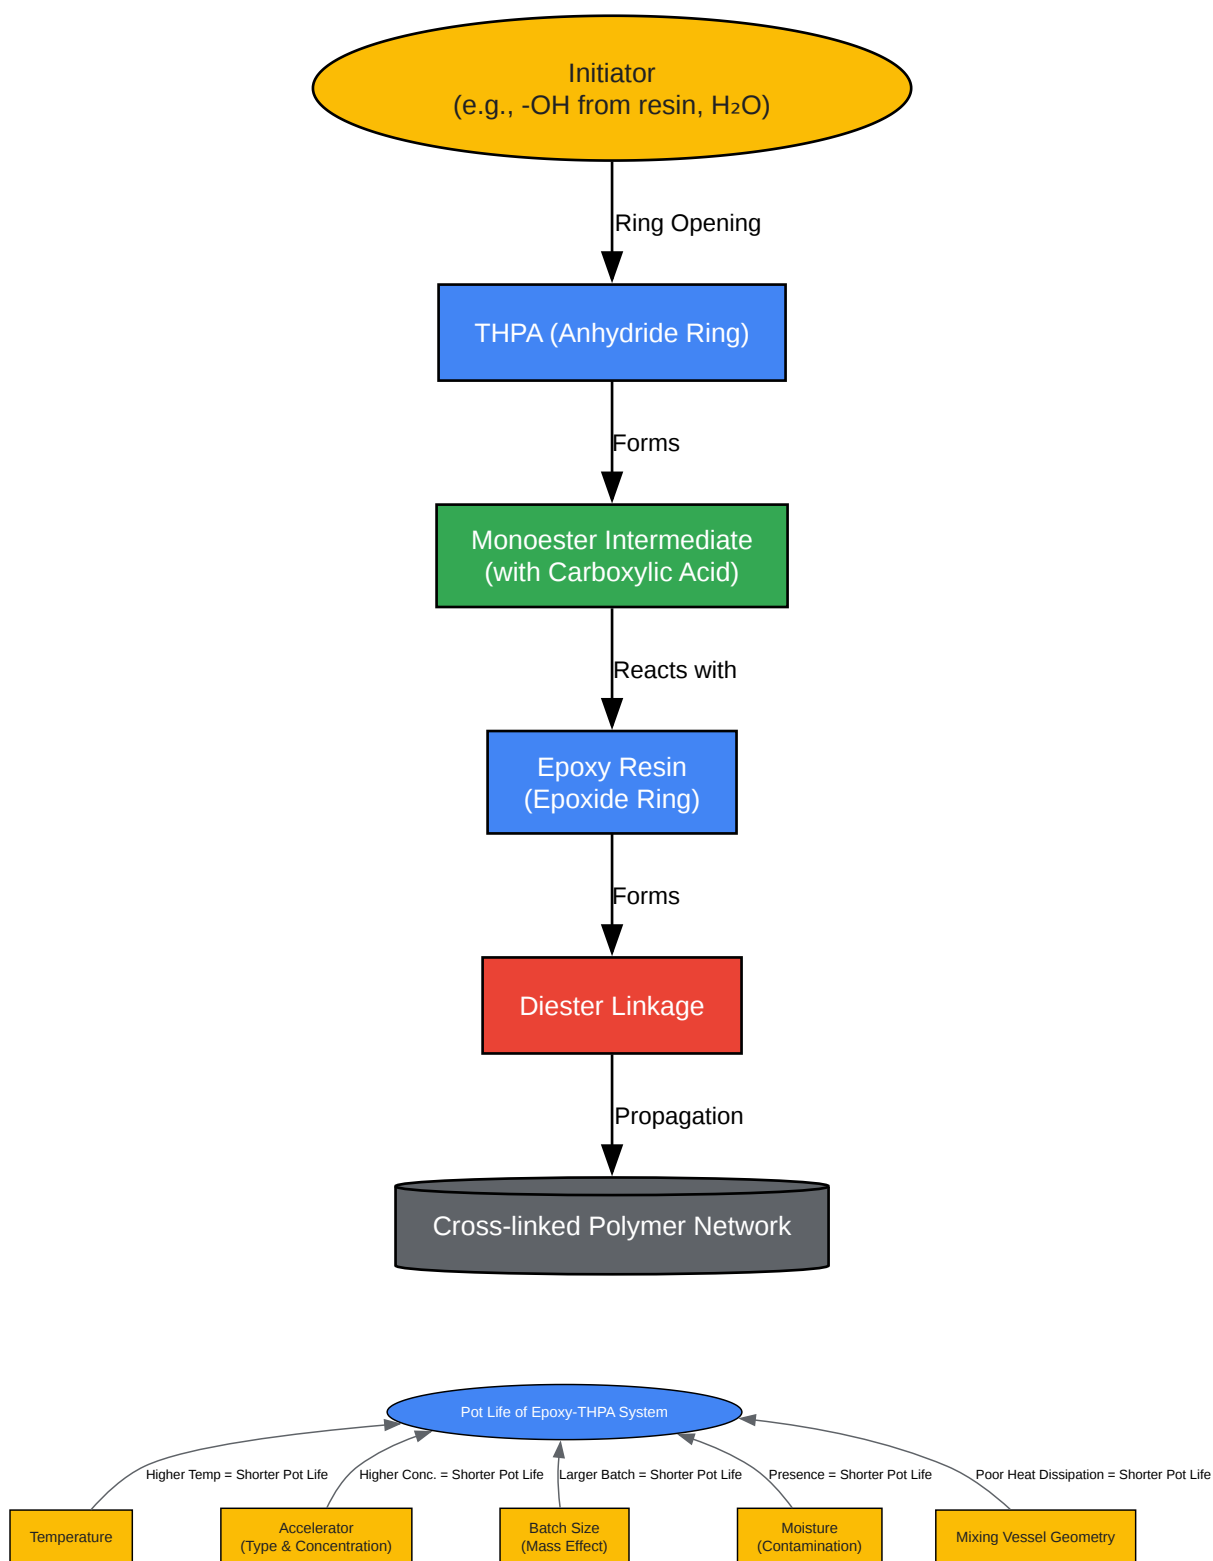 Initiator
(e.g., -OH from resin, H₂O)
Ring Opening
THPA (Anhydride Ring)
Forms
Monoester Intermediate
(with Carboxylic Acid)
Reacts with
Epoxy Resin
(Epoxide Ring)
Forms
Diester Linkage
Propagation
Cross-linked Polymer Network
Pot Life of Epoxy-THPA System
Higher Temp = Shorter Pot Life
Higher Conc. = Shorter Pot Life
Larger Batch = Shorter Pot Life
Presence = Shorter Pot Life
Poor Heat Dissipation = Shorter Pot Life
Temperature
Accelerator
(Type & Concentration)
Batch Size
(Mass Effect)
Moisture
(Contamination)
Mixing Vessel Geometry